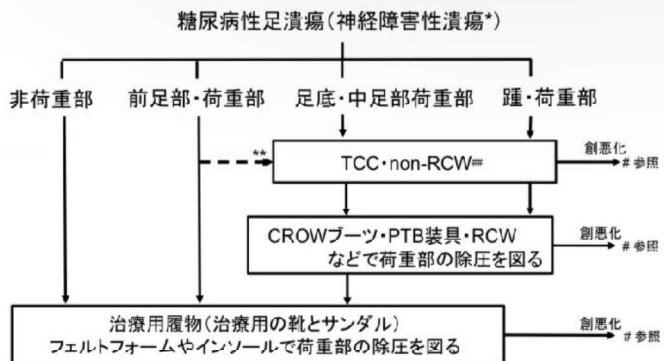 糖尿病性足潰瘍(神経障害性潰瘍*)
非荷重部 前足部・荷重部 足底・中足部荷重部 踵・荷重部
**
TCC・non-RCW##
創悪化
#参照
CROWブーツ・PTB装具・RCW
などで荷重部の除圧を図る
創悪化
#参照
治療用履物(治療用の靴とサンダル)
フェルトフォームやインソールで荷重部の除圧を図る
創悪化
#参照